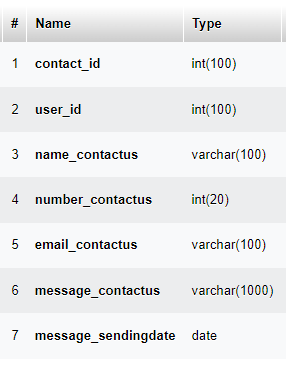 # Name Type
1 contact_id int(100)
2 user_id int(100)
3 name_contactus varchar(100)
4 number_contactus int(20)
5 email_contactus varchar(100)
6 message_contactus varchar(1000)
7 message_sendingdate date